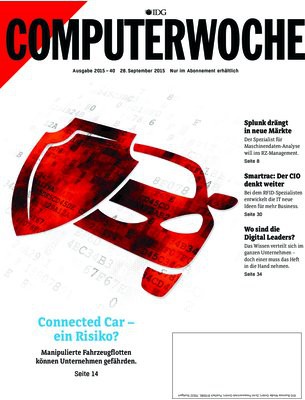 IDG
COMPUTERWOCHE
Ausgabe 2015 – 40 28. September 2015 Nur im Abonnement erhältlich
Splunk drängt
in neue Märkte
Der Spezialist für
Maschinendaten-Analyse
will ins RZ-Management.
Seite 8
Smartrac: Der CIO
denkt weiter
Bei dem RFID-Spezialisten
entwickelt die IT neue
Ideen für mehr Business.
Seite 30
Wo sind die
Digital Leaders?
Das Wissen verteilt sich im
ganzen Unternehmen –
doch einer muss das Heft
in die Hand nehmen.
Seite 34
Connected Car –
ein Risiko?
Manipulierte Fahrzeugflotten
können Unternehmen gefährden.
Seite 14